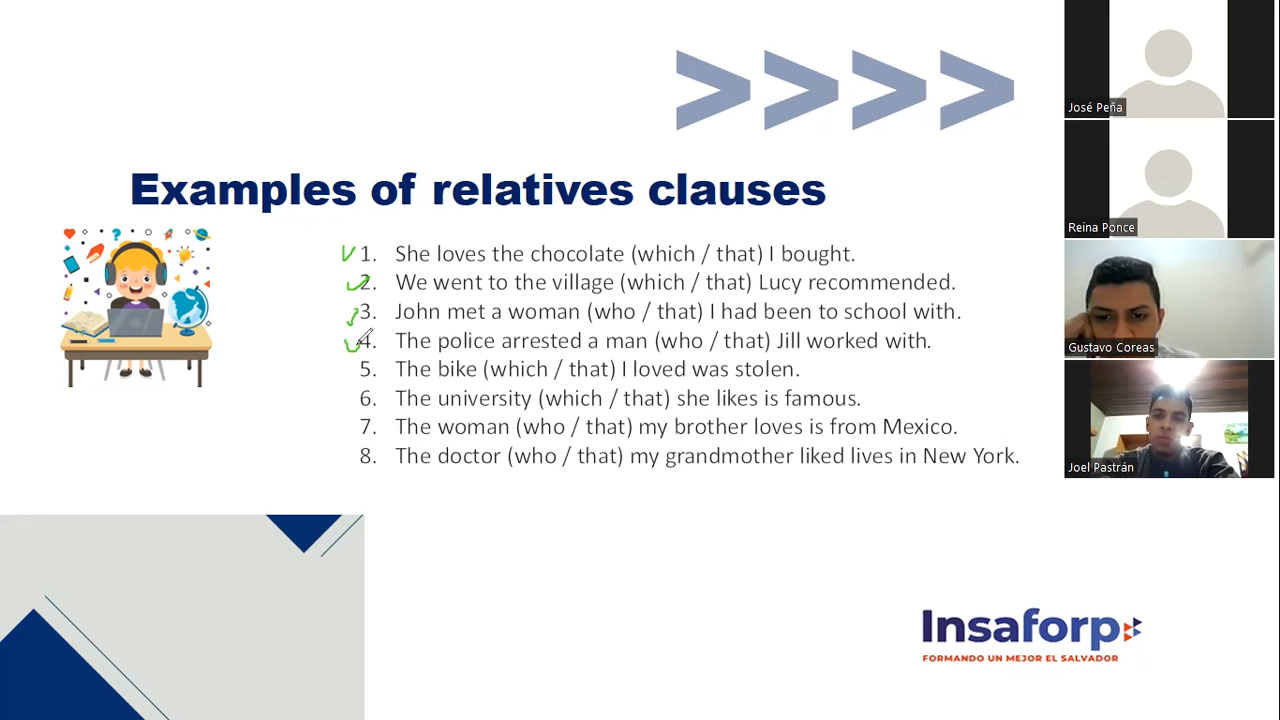 Examples of relatives clauses
1. She loves the chocolate (which / that) I bought.
2. We went to the village (which / that) Lucy recommended.
3. John met a woman (who / that) I had been to school with.
4. The police arrested a man (who / that) Jill worked with.
5. The bike (which / that) I loved was stolen.
6. The university (which / that) she likes is famous.
7. The woman (who / that) my brother loves is from Mexico.
8. The doctor (who / that) my grandmother liked lives in New York.
Insaforp
FORMANDO UN MEJOR EL SALVADOR
José Peña
Reina Ponce
Gustavo Coreas
Joel Pastrán